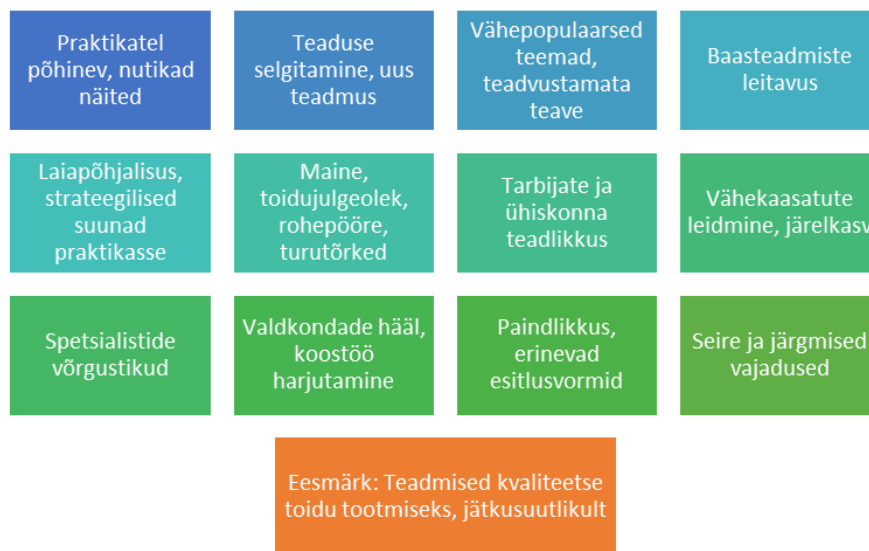 Praktikatel
põhinev, nutikad
näited
Teaduse
selgitamine, uus
teadmus
Vähepopulaarsed
teemad,
teadvustamata
teave
Baasteadmiste
leitavus
Laiapõhjalisus,
strateegilised
suunad
praktikasse
Maine,
toidujulgeolek,
rohepööre,
turutõrked
Tarbijate ja
ühiskonna
teadlikkus
Vähekaasatute
leidmine, järelkasv
Spetsialistide
võrgustikud
Valdkondade hääl,
koostöö
harjutamine
Paindlikkus,
erinevad
esitlusvormid
Seire ja järgmised
vajadused
Eesmärk: Teadmised kvaliteetse
toidu tootmiseks, jätkusuutlikult